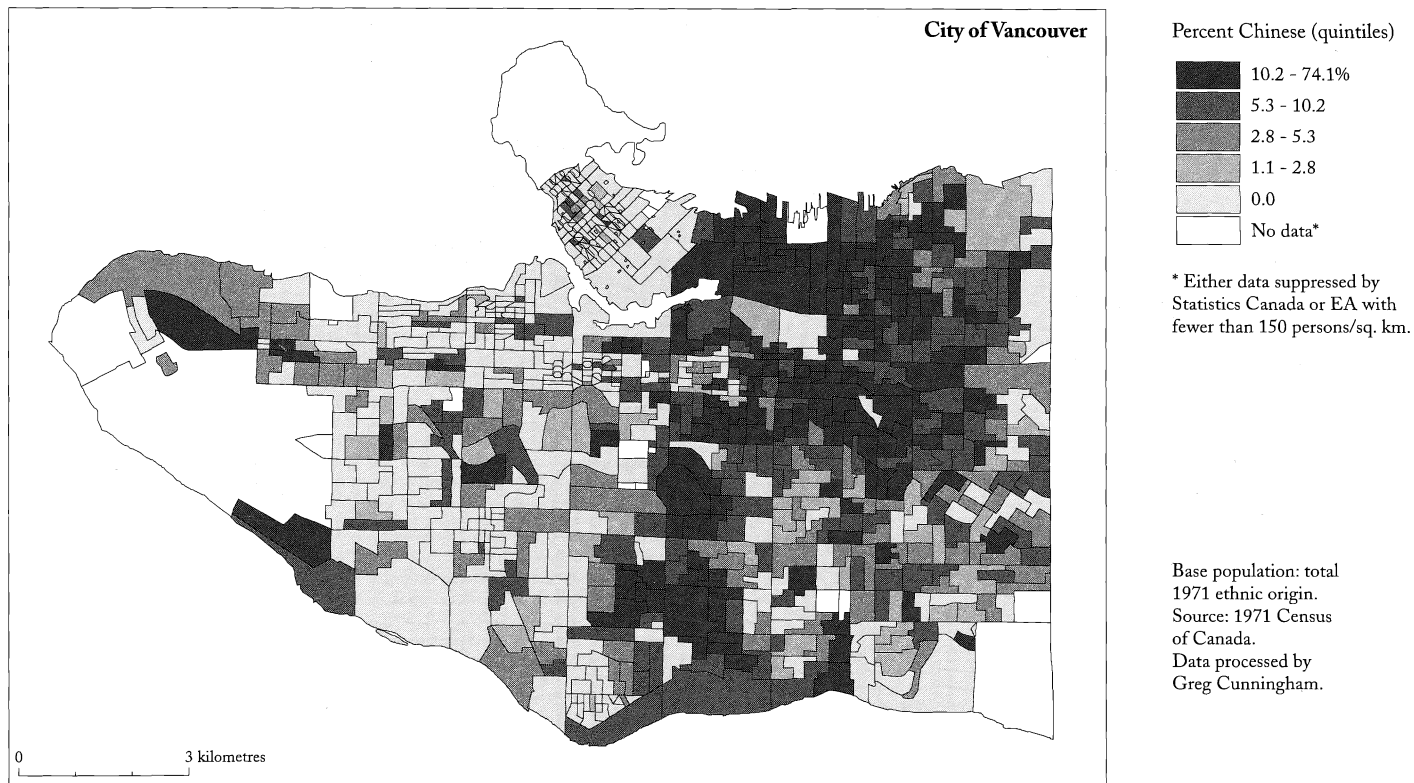 City of Vancouver
Percent Chinese (quintiles)
10.2 - 74.1%
5.3 - 10.2
2.8 - 5.3
1.1 - 2.8
0.0
No data*
* Either data suppressed by
Statistics Canada or EA with
fewer than 150 persons/sq. km.
Base population: total
1971 ethnic origin.
Source: 1971 Census
of Canada.
Data processed by
Greg Cunningham.
0 3 kilometres